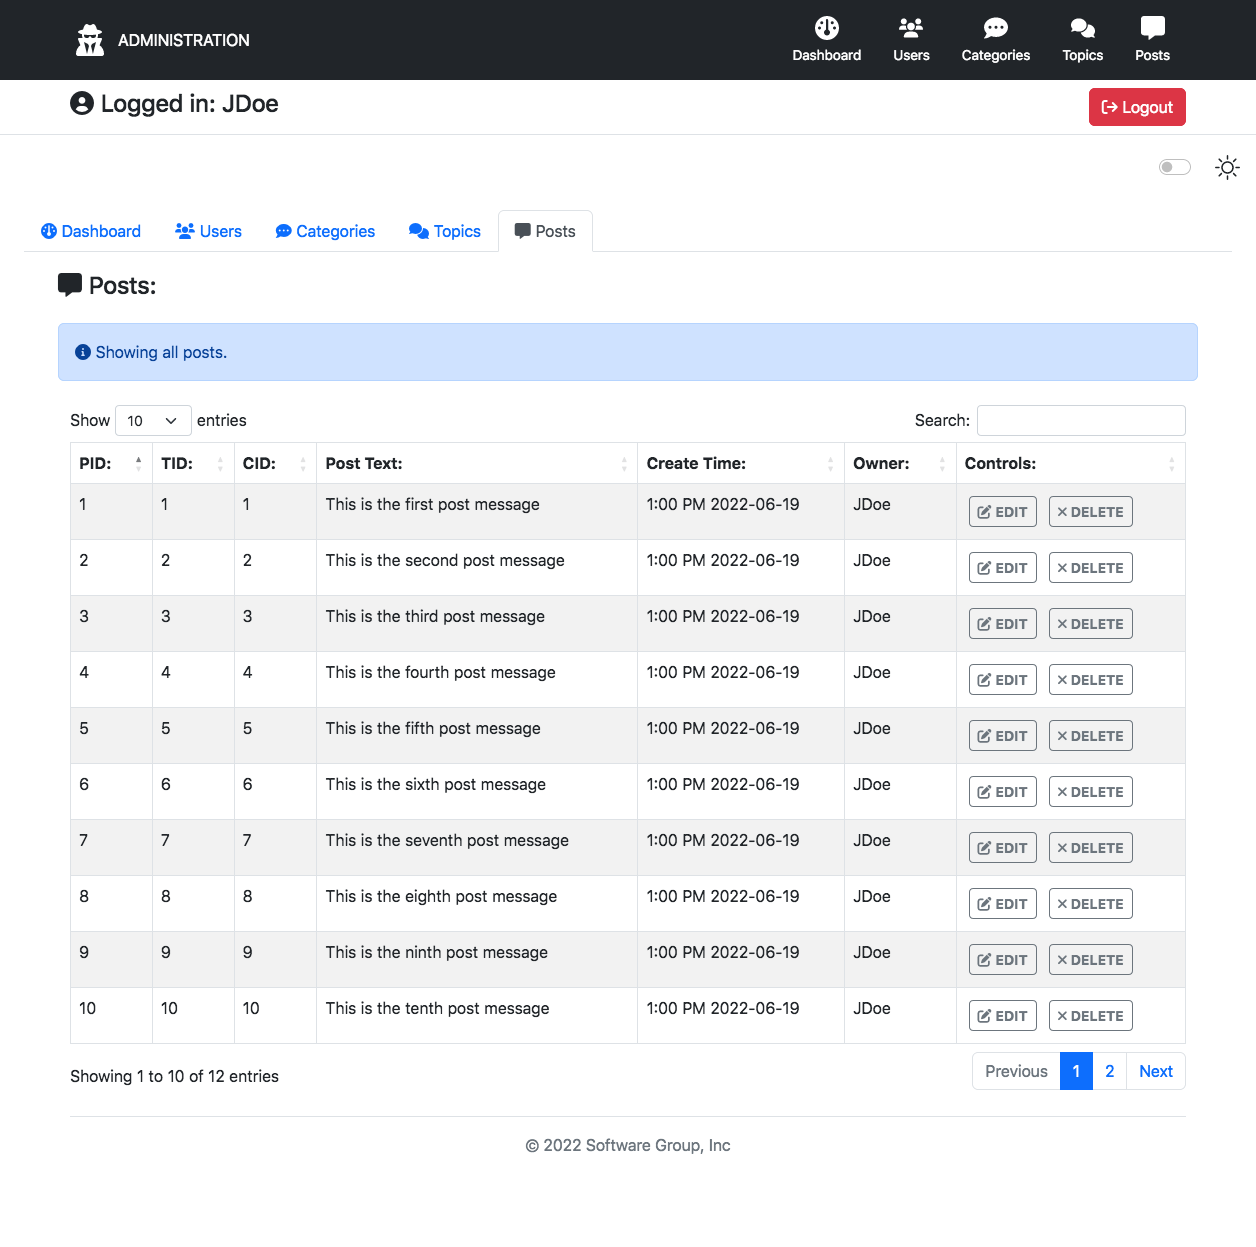 ADMINISTRATION
Dashboard Users Categories Topics Posts
Logged in: JDoe
Logout
Dashboard Users Categories Topics Posts
Posts:
Showing all posts.
Show 10 entries Search:
PID: TID: CID: Post Text: Create Time: Owner: Controls:
1 1 1 This is the first post message 1:00 PM 2022-06-19 JDoe EDIT DELETE
2 2 2 This is the second post message 1:00 PM 2022-06-19 JDoe EDIT DELETE
3 3 3 This is the third post message 1:00 PM 2022-06-19 JDoe EDIT DELETE
4 4 4 This is the fourth post message 1:00 PM 2022-06-19 JDoe EDIT DELETE
5 5 5 This is the fifth post message 1:00 PM 2022-06-19 JDoe EDIT DELETE
6 6 6 This is the sixth post message 1:00 PM 2022-06-19 JDoe EDIT DELETE
7 7 7 This is the seventh post message 1:00 PM 2022-06-19 JDoe EDIT DELETE
8 8 8 This is the eighth post message 1:00 PM 2022-06-19 JDoe EDIT DELETE
9 9 9 This is the ninth post message 1:00 PM 2022-06-19 JDoe EDIT DELETE
10 10 10 This is the tenth post message 1:00 PM 2022-06-19 JDoe EDIT DELETE
Showing 1 to 10 of 12 entries Previous 1 2 Next
© 2022 Software Group, Inc